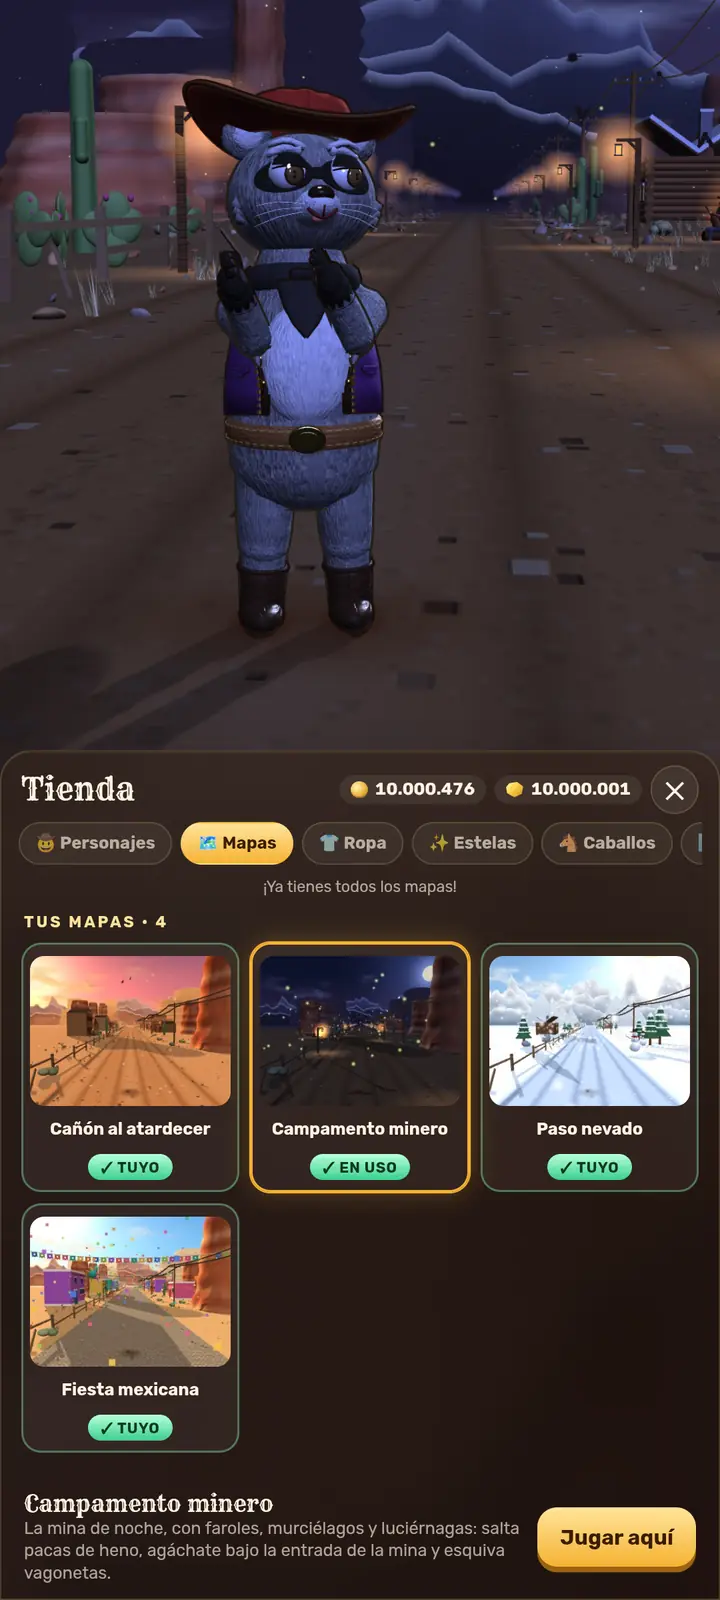 Tienda
10.000.476
10.000.001
Personajes
Mapas
Ropa
Estelas
Caballos
¡Ya tienes todos los mapas!
TUS MAPAS • 4
Cañón al atardecer
✓ TUYO
Campamento minero
✓ EN USO
Paso nevado
✓ TUYO
Fiesta mexicana
✓ TUYO
Campamento minero
La mina de noche, con faroles, murciélagos y luciérnagas: salta
pacas de heno, agáchate bajo la entrada de la mina y esquiva
vagonetas.
Jugar aquí